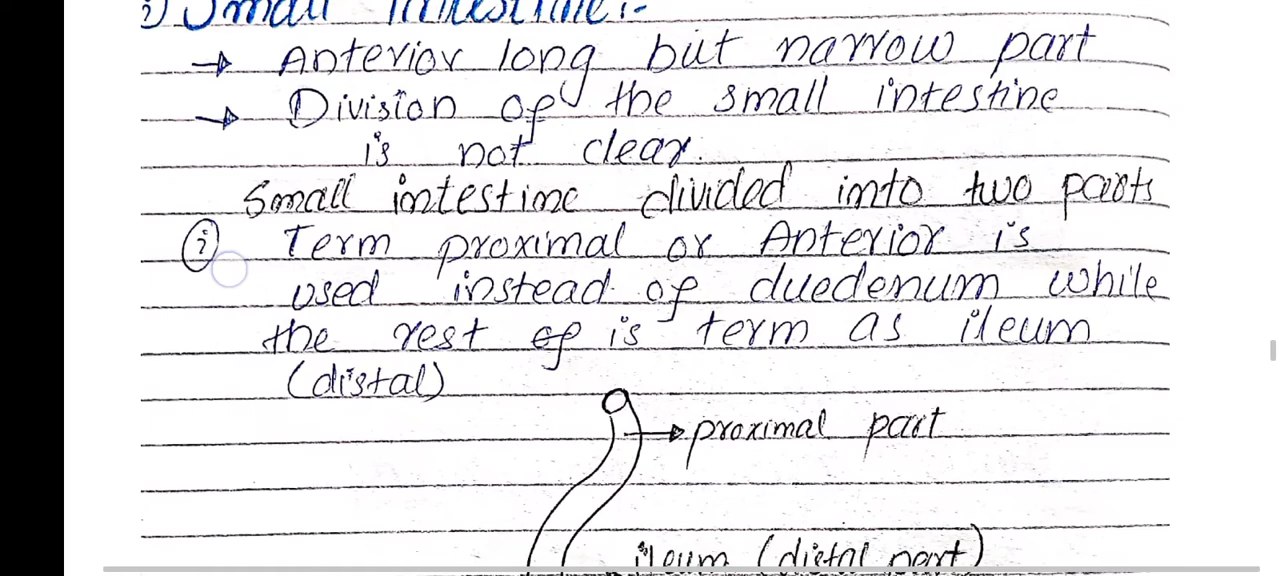 i) Small Intestine:-
→ Anterior long but narrow part
→ Division of the small intestine
is not clear.
Small intestine divided into two parts
(i) Term proximal or Anterior is
used instead of duedenum while
the rest of is term as ileum
(distal)
→ proximal part
ileum (distal part)